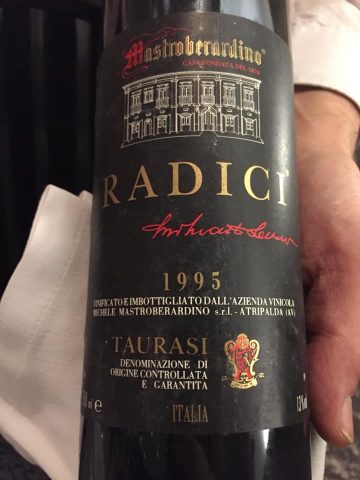 Mastroberardino®
CASA FONDATA NEL 1878
RADICI
1995
VINIFICATO E IMBOTTIGLIATO DALL'AZIENDA VINICOLA
MICHELE MASTROBERARDINO s.r.l. - ATRIPALDA (AV)
TAURASI
DENOMINAZIONE DI
ORIGINE CONTROLLATA
E GARANTITA
ml e
ITALIA